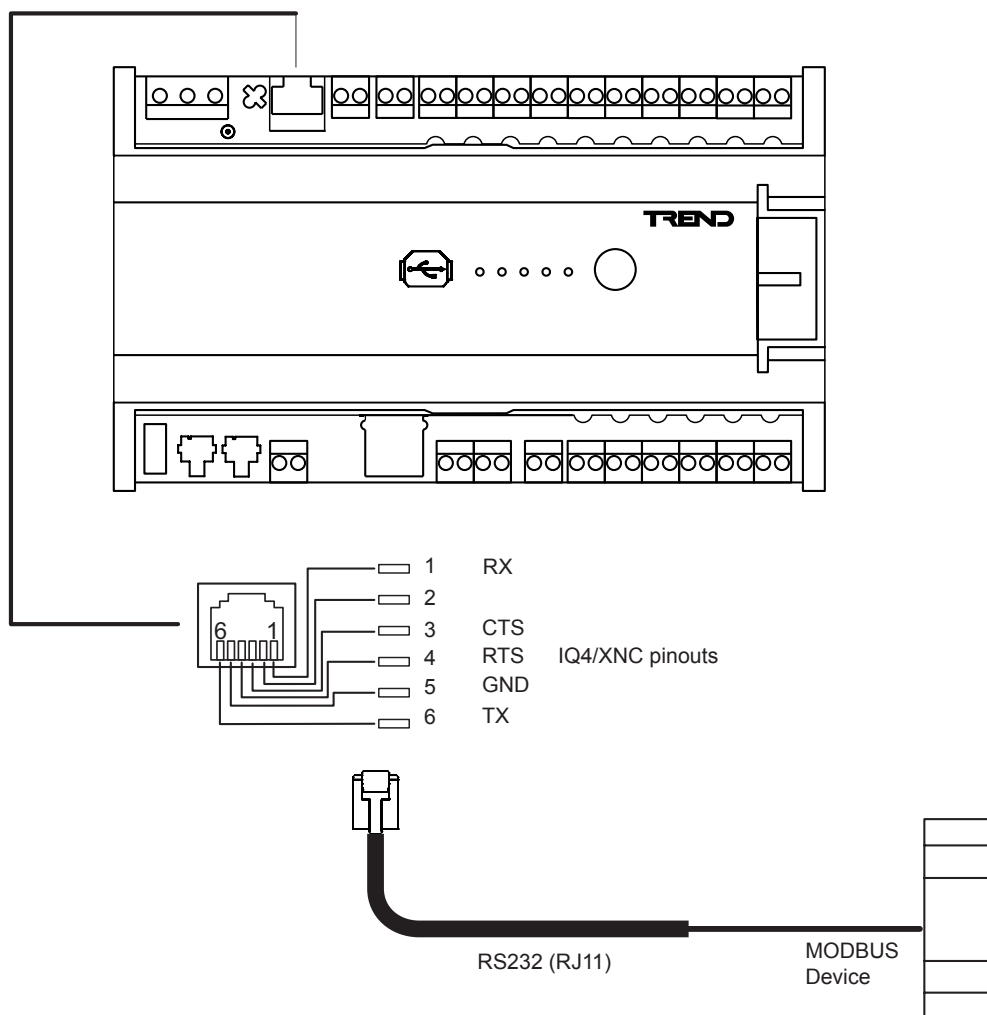 TREND
6 1
1 RX
2
3 CTS
4 RTS IQ4/XNC pinouts
5 GND
6 TX
RS232 (RJ11)
MODBUS
Device